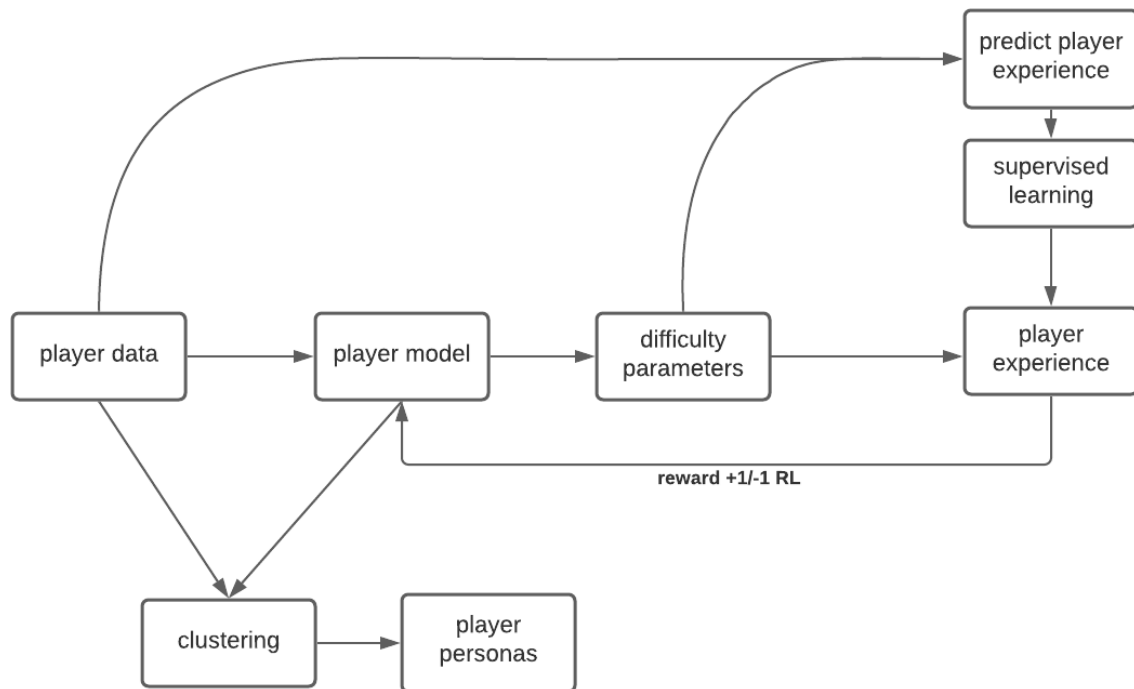 predict player
experience
supervised
learning
player data
player model
difficulty
parameters
player
experience
reward +1/-1 RL
clustering
player
personas